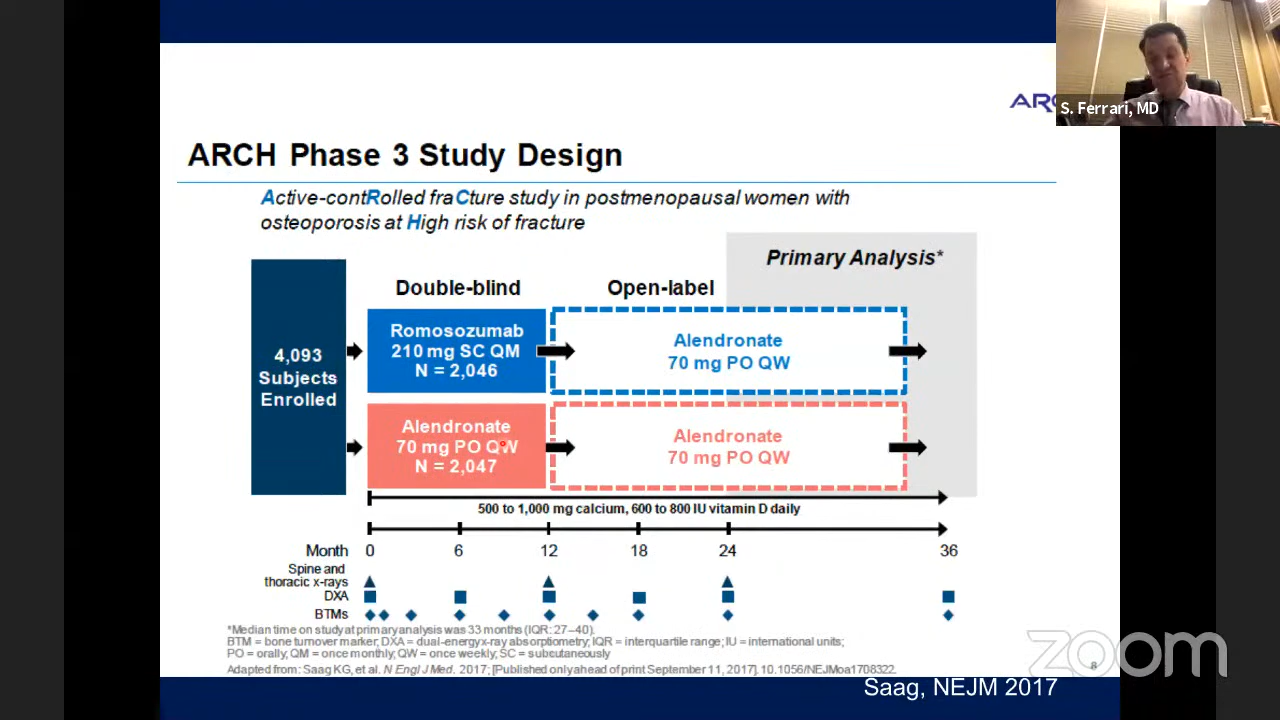 ARC
S. Ferrari, MD
ARCH Phase 3 Study Design
Active-contRolled fraCture study in postmenopausal women with
osteoporosis at High risk of fracture
Primary Analysis*
Double-blind
Open-label
4,093
Subjects
Enrolled
Romosozumab
210 mg SC QM
N = 2,046
Alendronate
70 mg PO QW
Alendronate
70 mg PO QW
N = 2,047
Alendronate
70 mg PO QW
500 to 1,000 mg calcium, 600 to 800 IU vitamin D daily
Month 0 6 12 18 24 36
Spine and
thoracic x-rays
DXA
BTMs
*Median time on study at primary analysis was 33 months (IQR: 27–40).
BTM = bone turnover marker; DXA = dual-energy x-ray absorptiometry; IQR = interquartile range; IU = international units;
PO = orally; QM = once monthly; QW = once weekly; SC = subcutaneously
Adapted from: Saag KG, et al. N Engl J Med. 2017; [Published only ahead of print September 11, 2017]. 10.1056/NEJMoa1708322.
8
zoom
Saag, NEJM 2017